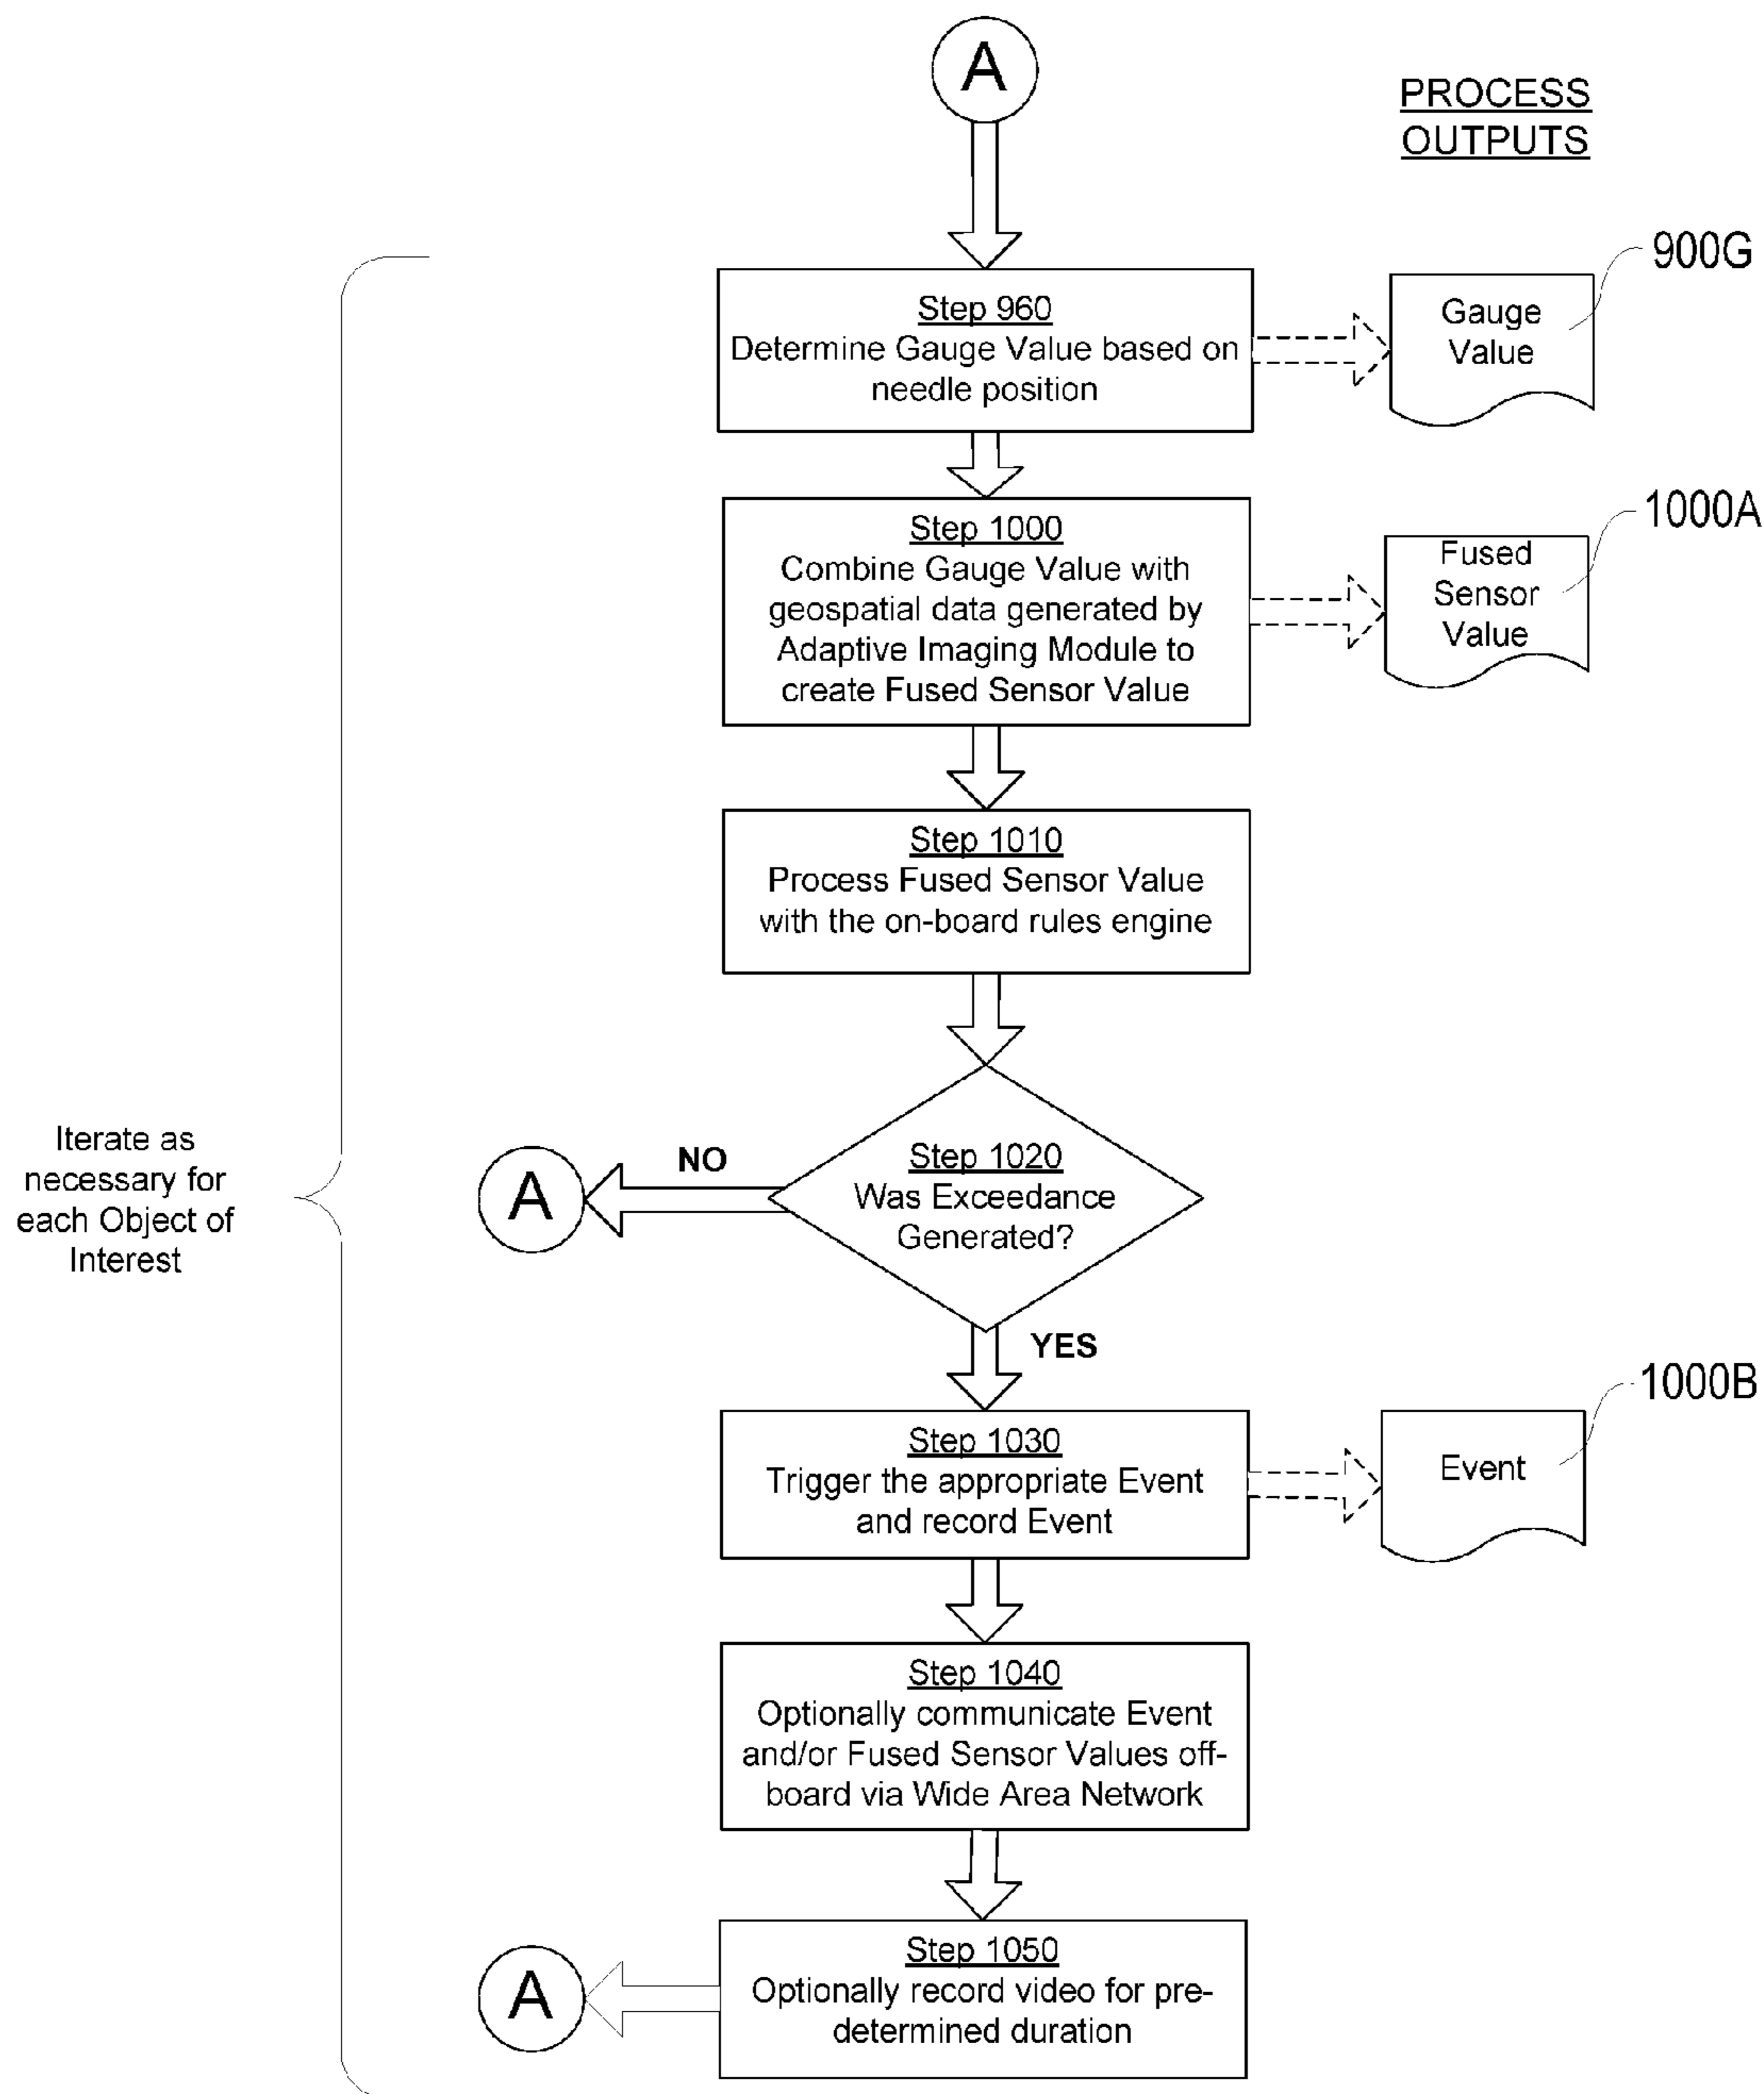 A
PROCESS
OUTPUTS
900G
Step 960
Determine Gauge Value based on
needle position
Gauge
Value
1000A
Step 1000
Combine Gauge Value with
geospatial data generated by
Adaptive Imaging Module to
create Fused Sensor Value
Fused
Sensor
Value
Step 1010
Process Fused Sensor Value
with the on-board rules engine
Iterate as
necessary for
each Object of
Interest
A
NO
Step 1020
Was Exceedance
Generated?
YES
1000B
Step 1030
Trigger the appropriate Event
and record Event
Event
Step 1040
Optionally communicate Event
and/or Fused Sensor Values off-
board via Wide Area Network
A
Step 1050
Optionally record video for pre-
determined duration